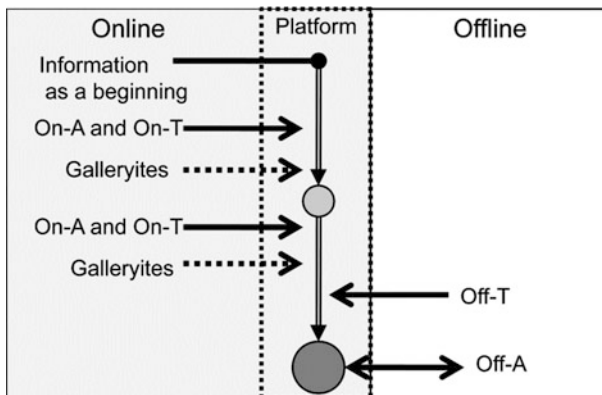 Online
Platform
Offline
Information
as a beginning
On-A and On-T
Galleryites
On-A and On-T
Galleryites
Off-T
Off-A